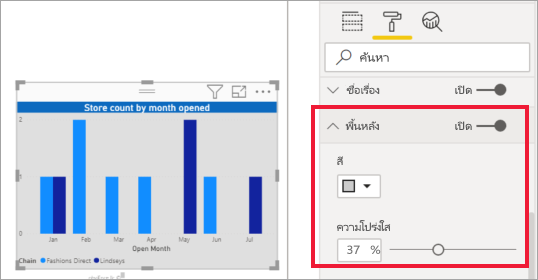 ค้นหา
ชื่อเรื่อง เปิด
Store count by month opened
2
1
0
Jan Feb Mar Apr May Jun Jul
Open Month
Chain Fashions Direct Lindseys
พื้นหลัง เปิด
สี
ความโปร่งใส
37 %